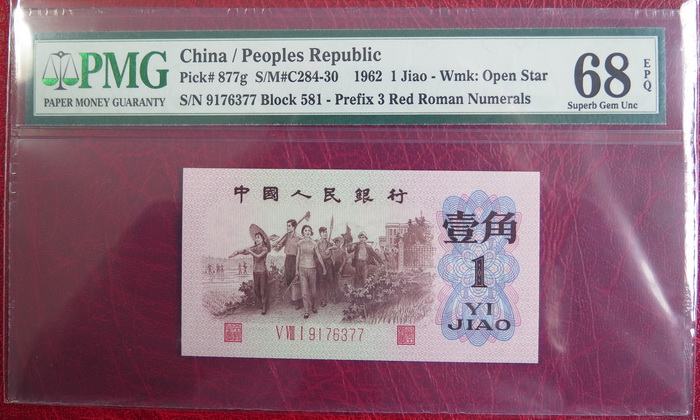 PMG
PAPER MONEY GUARANTY
China / Peoples Republic
Pick# 877g S/M#C284-30 1962 1 Jiao - Wmk: Open Star
S/N 9176377 Block 581 - Prefix 3 Red Roman Numerals
68
EPQ
Superb Gem Unc
中國人民銀行
壹角
1
YI
JIAO
V VIII I 9176377